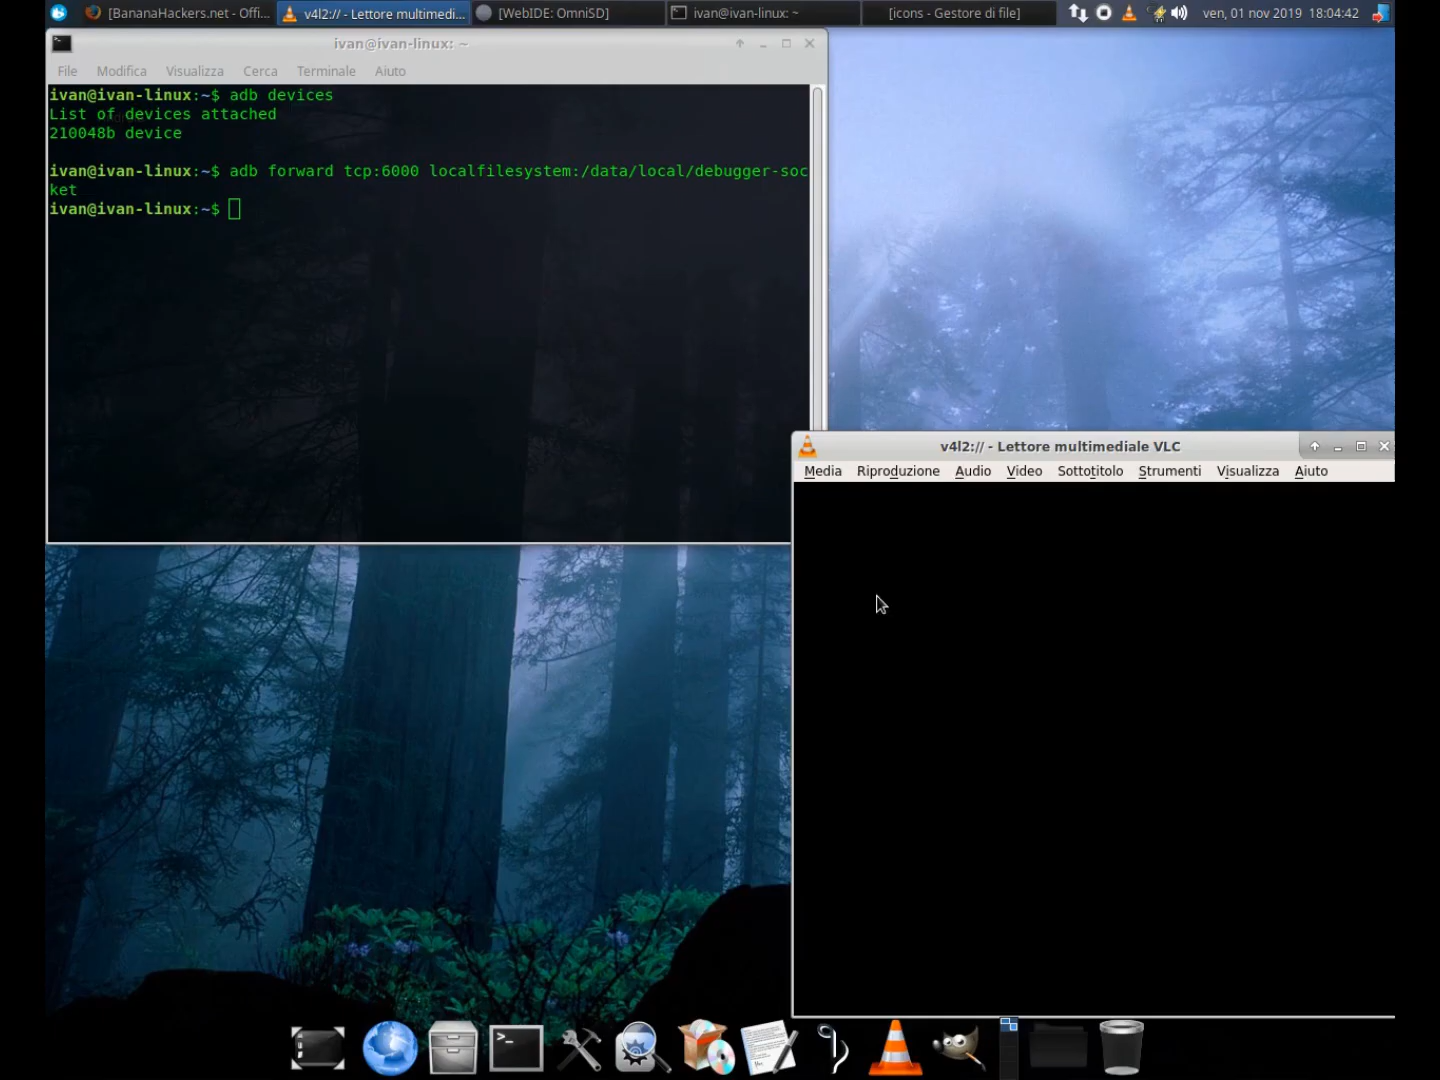 [BananaHackers.net - Offi...
v4l2:// - Lettore multimedi...
[WebIDE: OmniSD]
ivan@ivan-linux: ~
[icons - Gestore di file]
ven, 01 nov 2019 18:04:42
ivan@ivan-linux: ~
File Modifica Visualizza Cerca Terminale Aiuto
ivan@ivan-linux:~$ adb devices
List of devices attached
210048b device
ivan@ivan-linux:~$ adb forward tcp:6000 localfilesystem:/data/local/debugger-soc
ket
ivan@ivan-linux:~$
v4l2:// - Lettore multimediale VLC
Media Riproduzione Audio Video Sottotitolo Strumenti Visualizza Aiuto